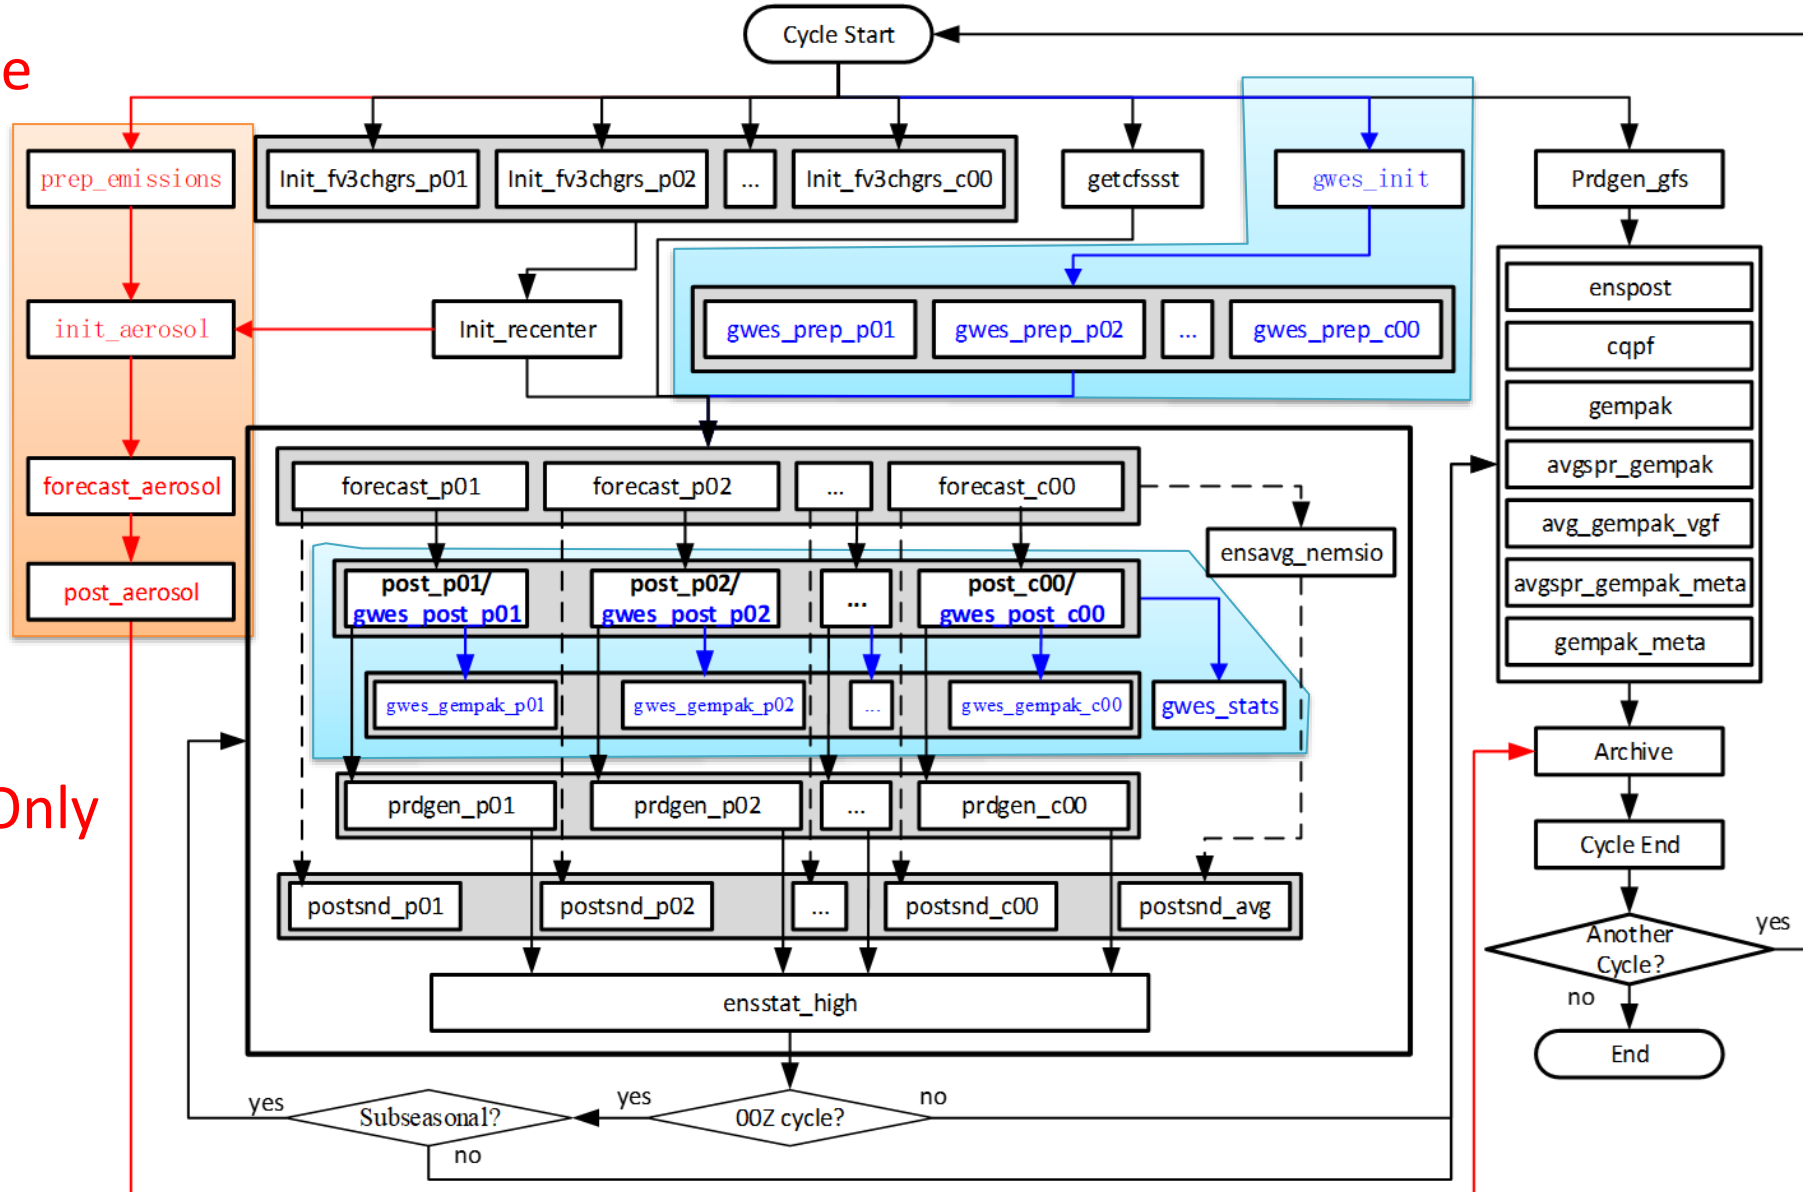 Cycle Start
e
prep_emissions
Init_fv3chgrs_p01
Init_fv3chgrs_p02
...
Init_fv3chgrs_c00
getcfssst
gwes_init
Prdgen_gfs
enspost
init_aerosol
Init_recenter
gwes_prep_p01
gwes_prep_p02
...
gwes_prep_c00
cqpf
gempak
avgspr_gempak
forecast_aerosol
forecast_p01
forecast_p02
...
forecast_c00
avg_gempak_vgf
ensavg_nemsio
post_aerosol
post_p01/
gwes_post_p01
post_p02/
gwes_post_p02
...
post_c00/
gwes_post_c00
avgspr_gempak_meta
gempak_meta
gwes_gempak_p01
gwes_gempak_p02
...
gwes_gempak_c00
gwes_stats
Archive
Only
prdgen_p01
prdgen_p02
...
prdgen_c00
Cycle End
postsnd_p01
postsnd_p02
...
postsnd_c00
postsnd_avg
Another
Cycle?
yes
no
ensstat_high
End
yes
Subseasonal?
yes
00Z cycle?
no
no